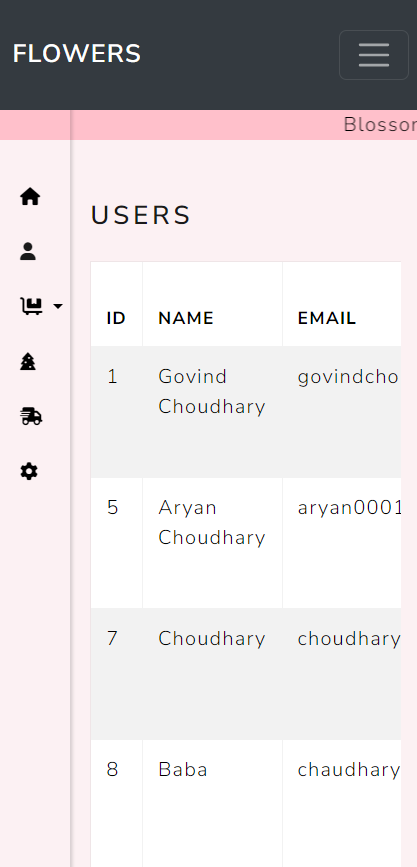 FLOWERS
Blossor
USERS
ID NAME EMAIL
1 Govind govindcho
Choudhary
5 Aryan aryan0001
Choudhary
7 Choudhary choudhary
8 Baba chaudhary